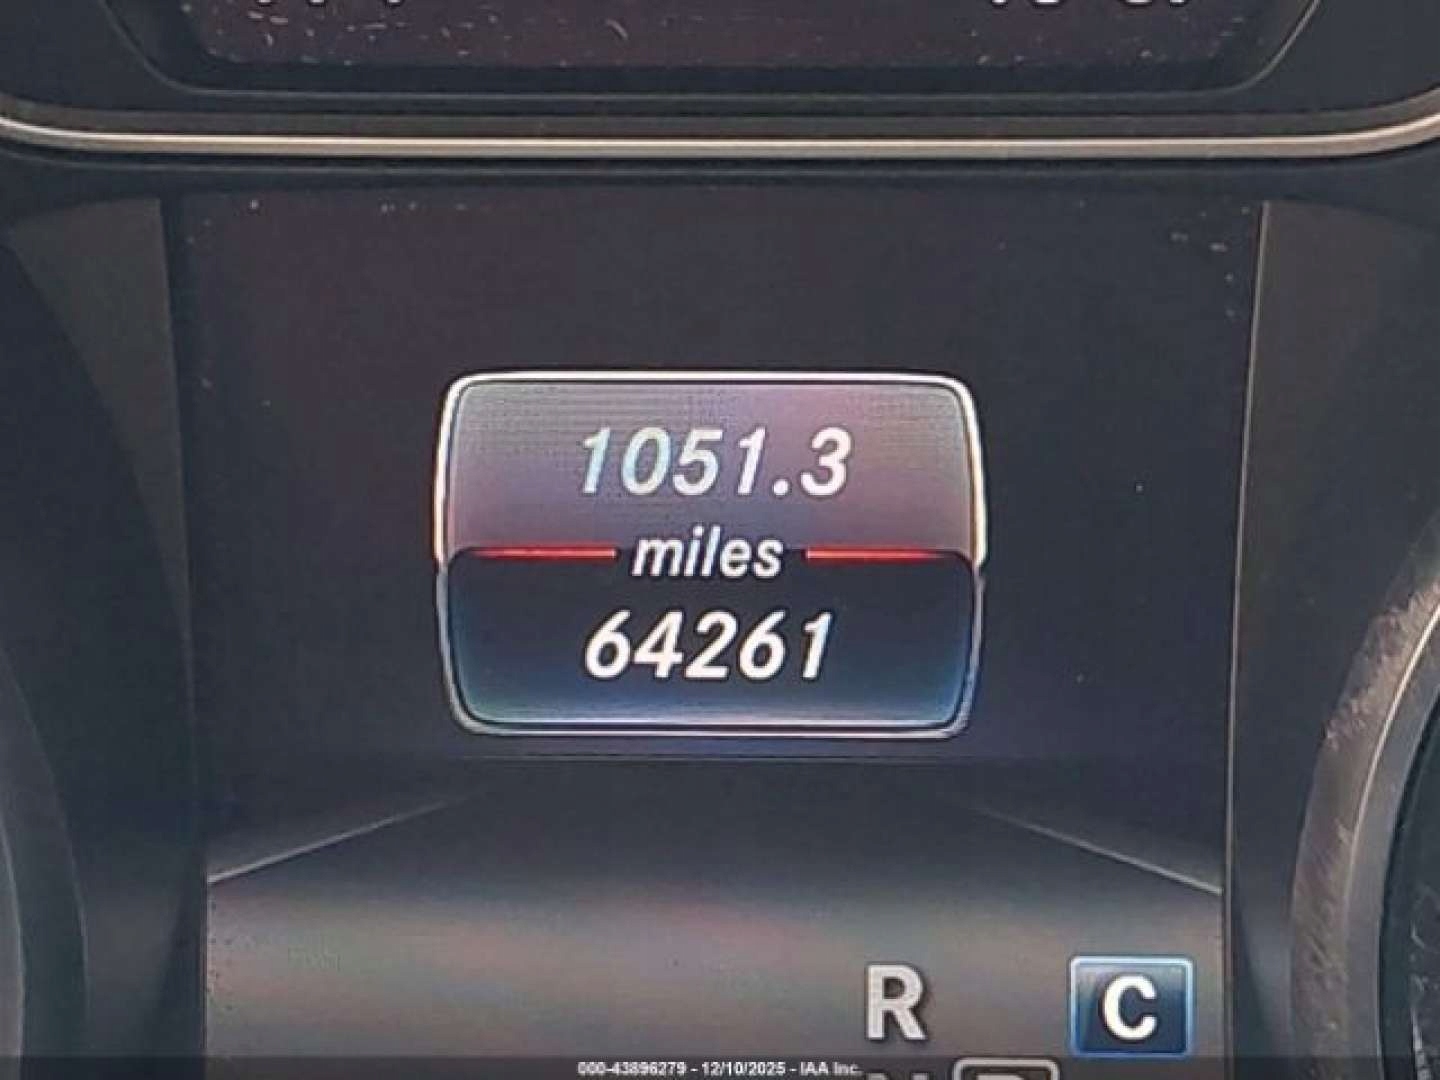 1051.3
miles
64261
R
C
000-43896279 - 12/10/2025 - IAA Inc.